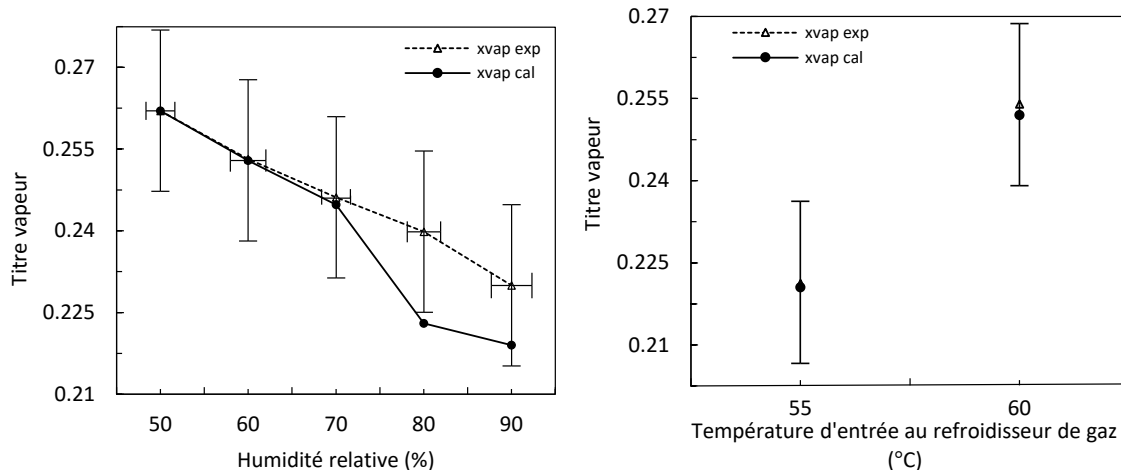 0.27
0.255
0.24
0.225
0.21
Titre vapeur
xvap exp
xvap cal
50 60 70 80 90
Humidité relative (%)
0.27
0.255
0.24
0.225
0.21
Titre vapeur
xvap exp
xvap cal
55 60
Température d'entrée au refroidisseur de gaz
(°C)